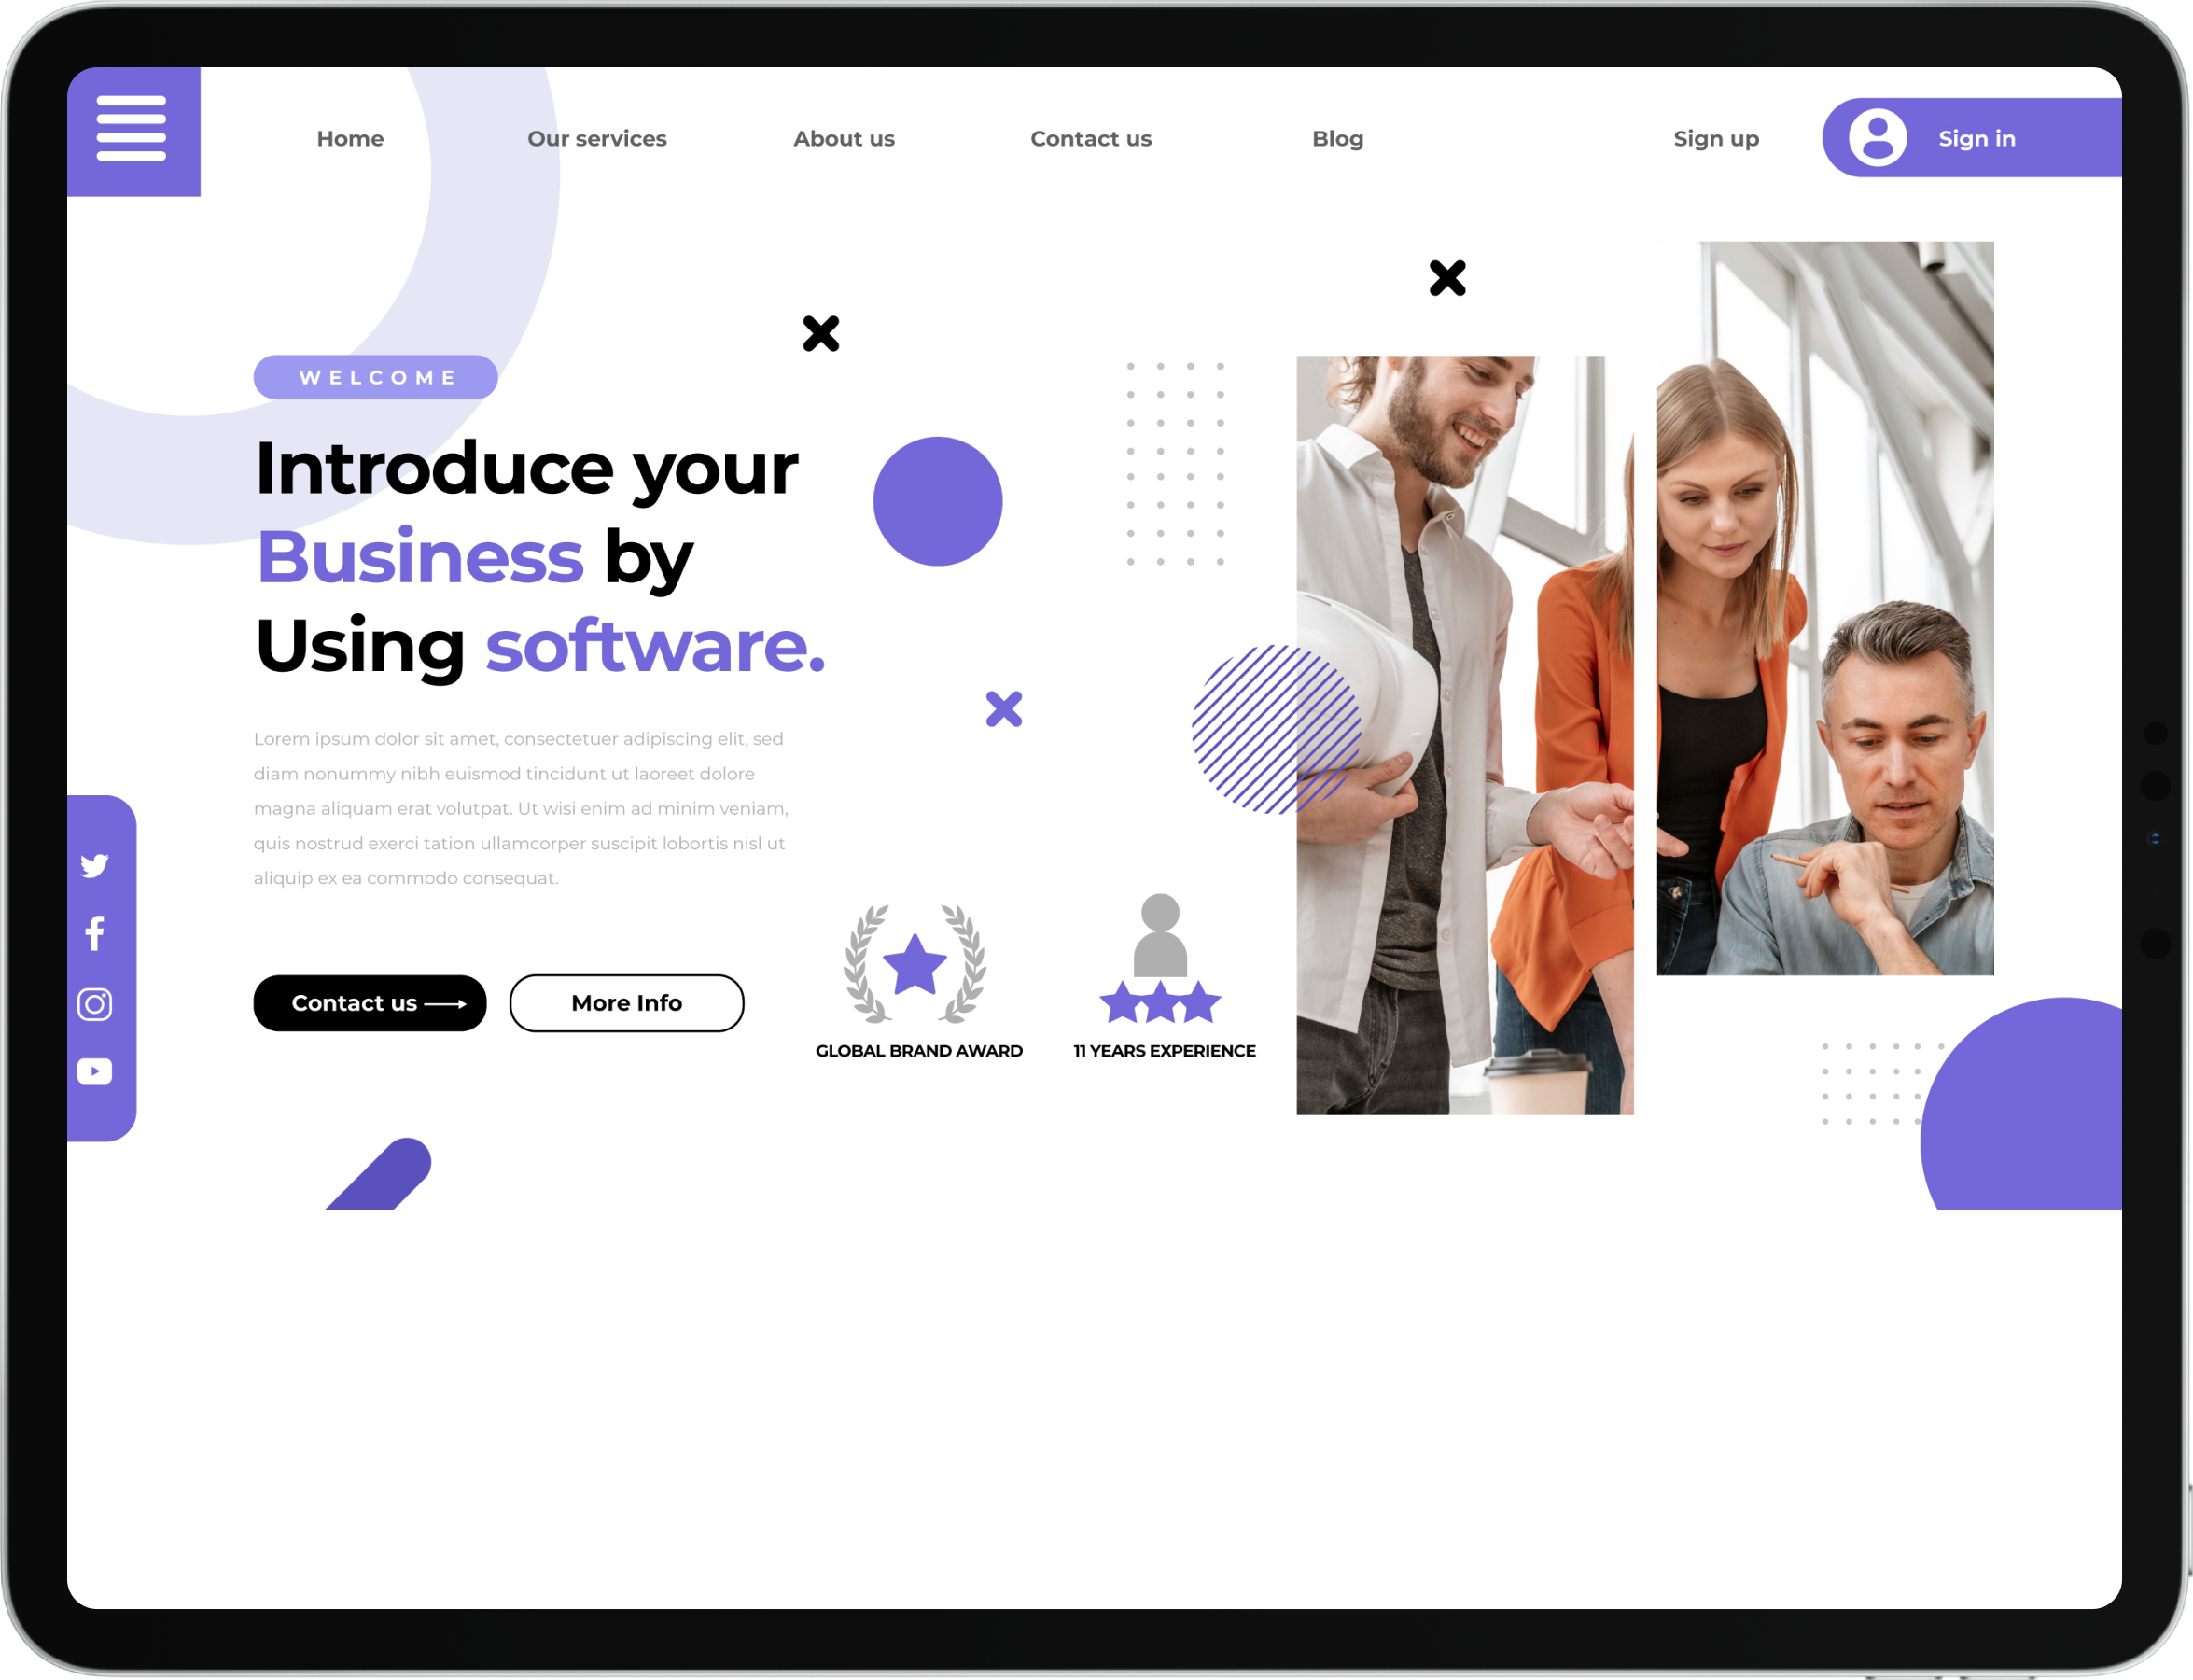 Home
Our services
About us
Contact us
Blog
Sign up
Sign in
WELCOME
Introduce your
Business by
Using software.
Lorem ipsum dolor sit amet, consectetuer adipiscing elit, sed
diam nonummy nibh euismod tincidunt ut laoreet dolore
magna aliquam erat volutpat. Ut wisi enim ad minim veniam,
quis nostrud exerci tation ullamcorper suscipit lobortis nisl ut
aliquip ex ea commodo consequat.
Contact us
More Info
GLOBAL BRAND AWARD
11 YEARS EXPERIENCE